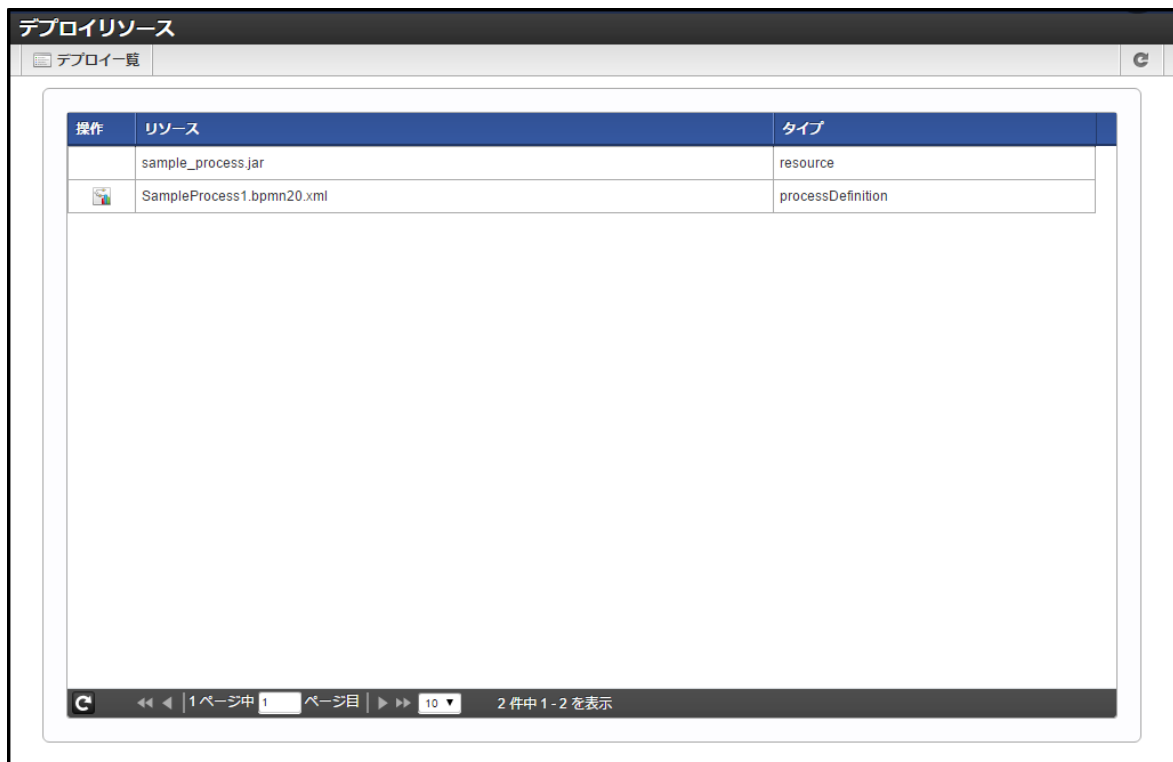 デプロイリソース
デプロイ一覧
操作 リソース タイプ
sample_process.jar resource
SampleProcess1.bpmn20.xml processDefinition
1 ページ中 1 ページ目 10 2 件中 1 - 2 を表示